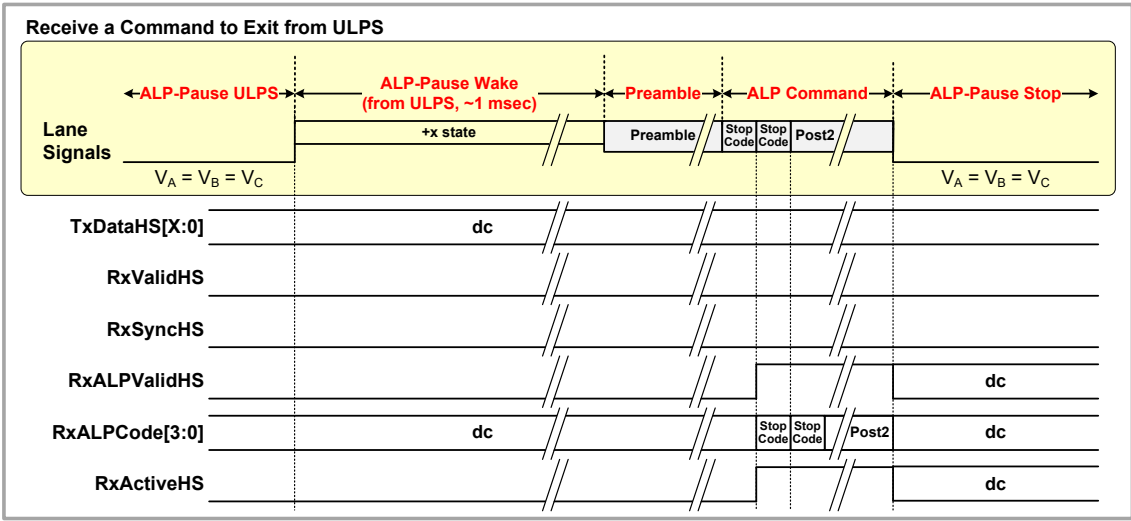 Receive a Command to Exit from ULPS
ALP-Pause ULPS
ALP-Pause Wake
(from ULPS, ~1 msec)
Preamble
ALP Command
ALP-Pause Stop
Lane
Signals
+x state
Preamble
Stop
Code
Stop
Code
Post2
VA = VB = VC
VA = VB = VC
TxDataHS[X:0]
dc
RxValidHS
RxSyncHS
RxALPValidHS
dc
RxALPCode[3:0]
dc
Stop
Code
Stop
Code
Post2
dc
RxActiveHS
dc